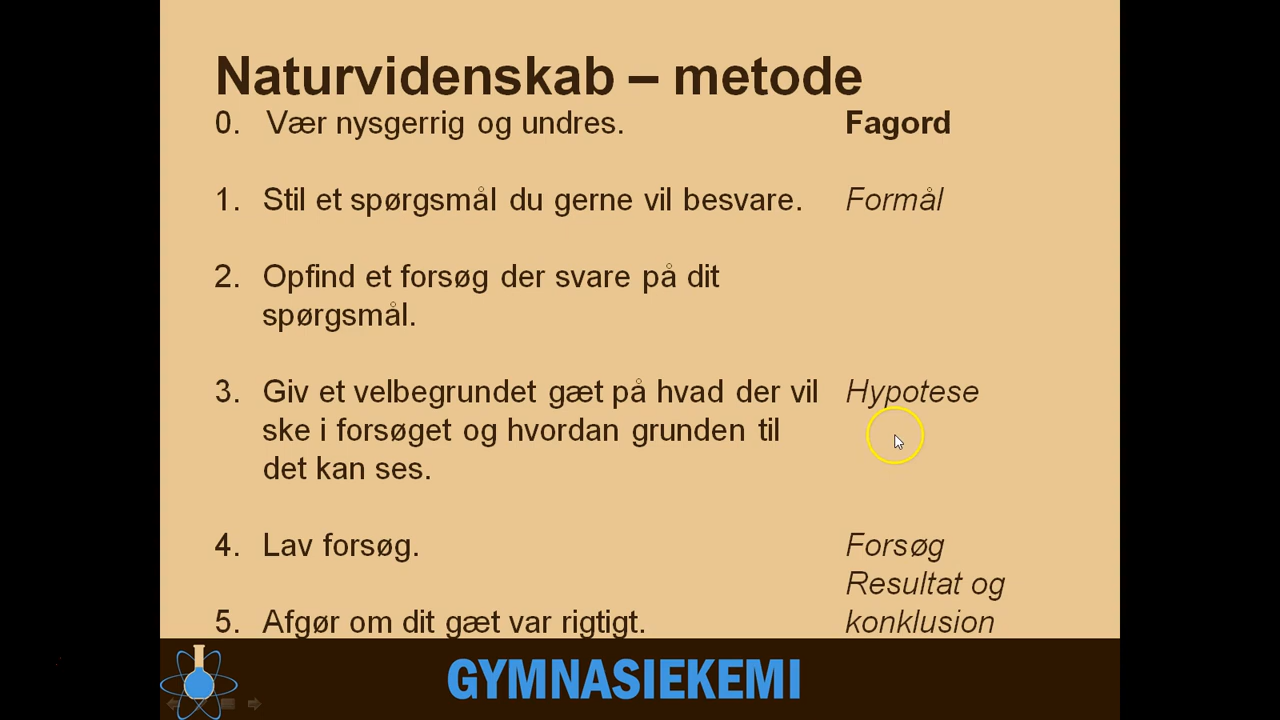 Naturvidenskab – metode
0. Vær nysgerrig og undres. Fagord
1. Stil et spørgsmål du gerne vil besvare. Formål
2. Opfind et forsøg der svare på dit
spørgsmål.
3. Giv et velbegrundet gæt på hvad der vil Hypotese
ske i forsøget og hvordan grunden til
det kan ses.
4. Lav forsøg. Forsøg
Resultat og
5. Afgør om dit gæt var rigtigt. konklusion
GYMNASIEKEMI